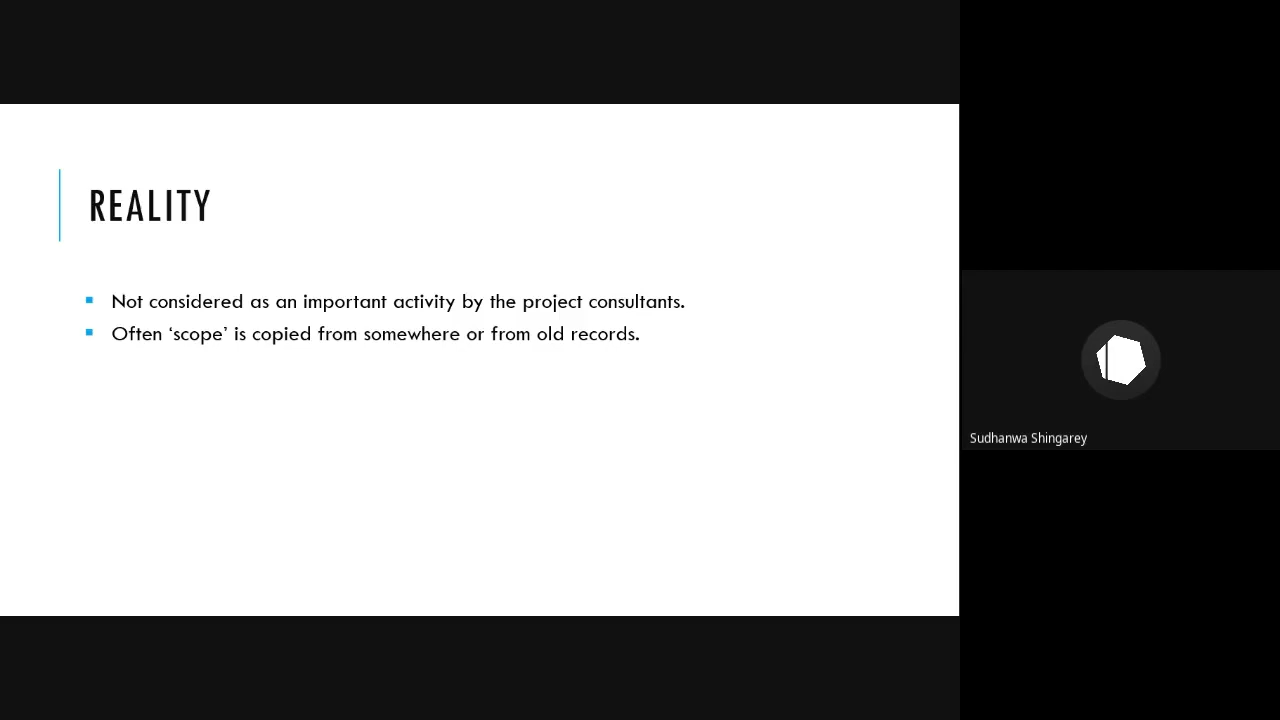 REALITY
Not considered as an important activity by the project consultants.
Often ‘scope’ is copied from somewhere or from old records.
Sudhanwa Shingarey